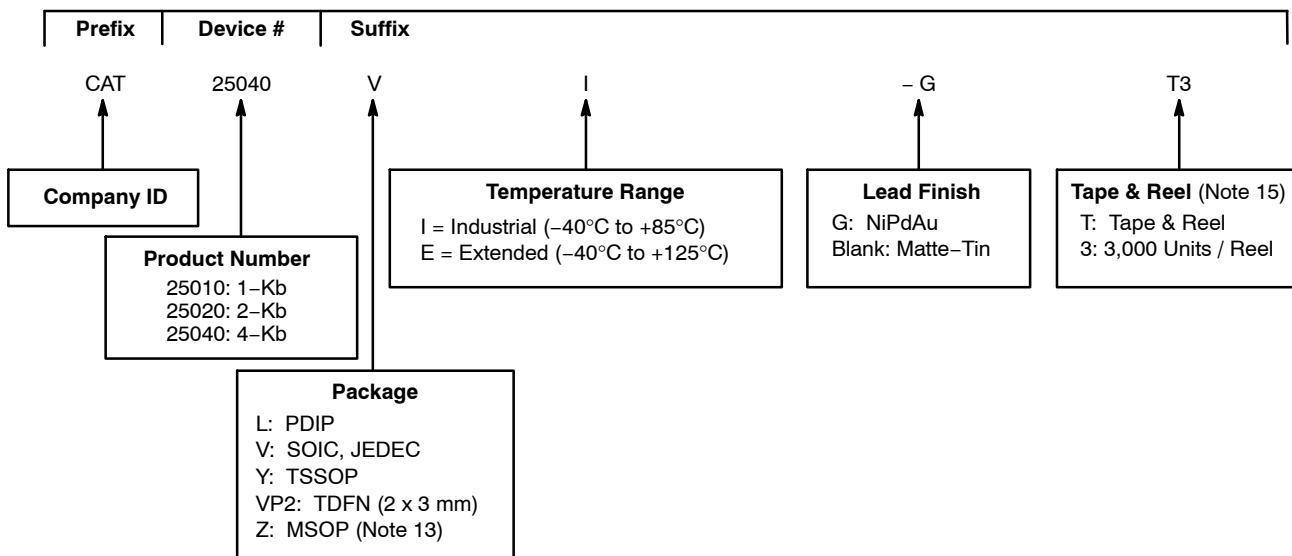 Prefix Device # Suffix
CAT 25040 V I – G T3
Company ID
Product Number
25010: 1–Kb
25020: 2–Kb
25040: 4–Kb
Package
L: PDIP
V: SOIC, JEDEC
Y: TSSOP
VP2: TDFN (2 x 3 mm)
Z: MSOP (Note 13)
Temperature Range
I = Industrial (–40°C to +85°C)
E = Extended (–40°C to +125°C)
Lead Finish
G: NiPdAu
Blank: Matte–Tin
Tape & Reel (Note 15)
T: Tape & Reel
3: 3,000 Units / Reel